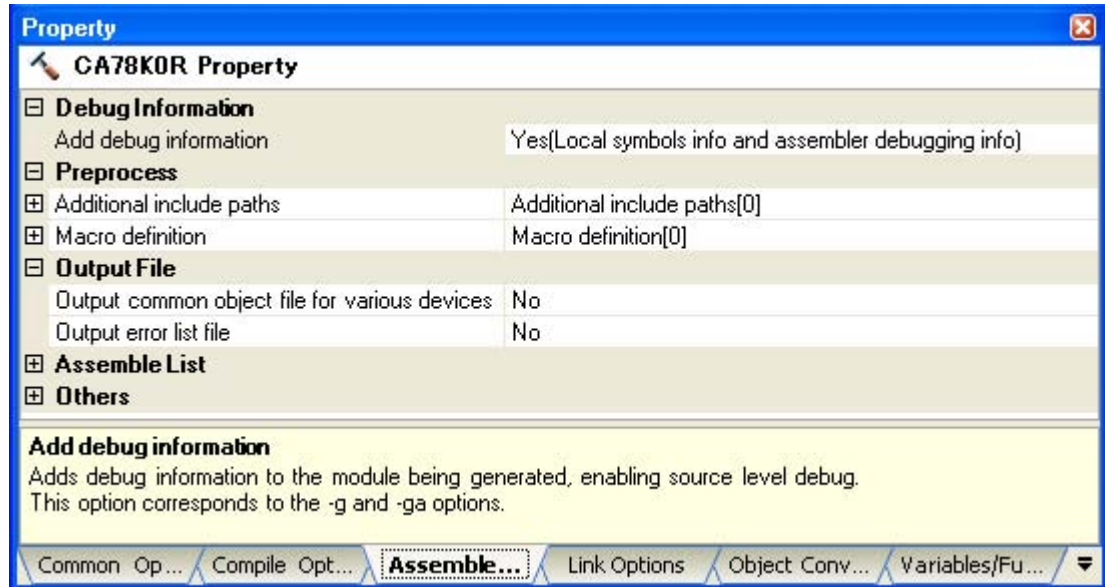 Property
CA78K0R Property
Debug Information
Add debug information Yes(Local symbols info and assembler debugging info)
Preprocess
Additional include paths Additional include paths[0]
Macro definition Macro definition[0]
Output File
Output common object file for various devices No
Output error list file No
Assemble List
Others
Add debug information
Adds debug information to the module being generated, enabling source level debug.
This option corresponds to the -g and -ga options.
Common Op... Compile Opt... Assemble... Link Options Object Conv... Variables/Fu...